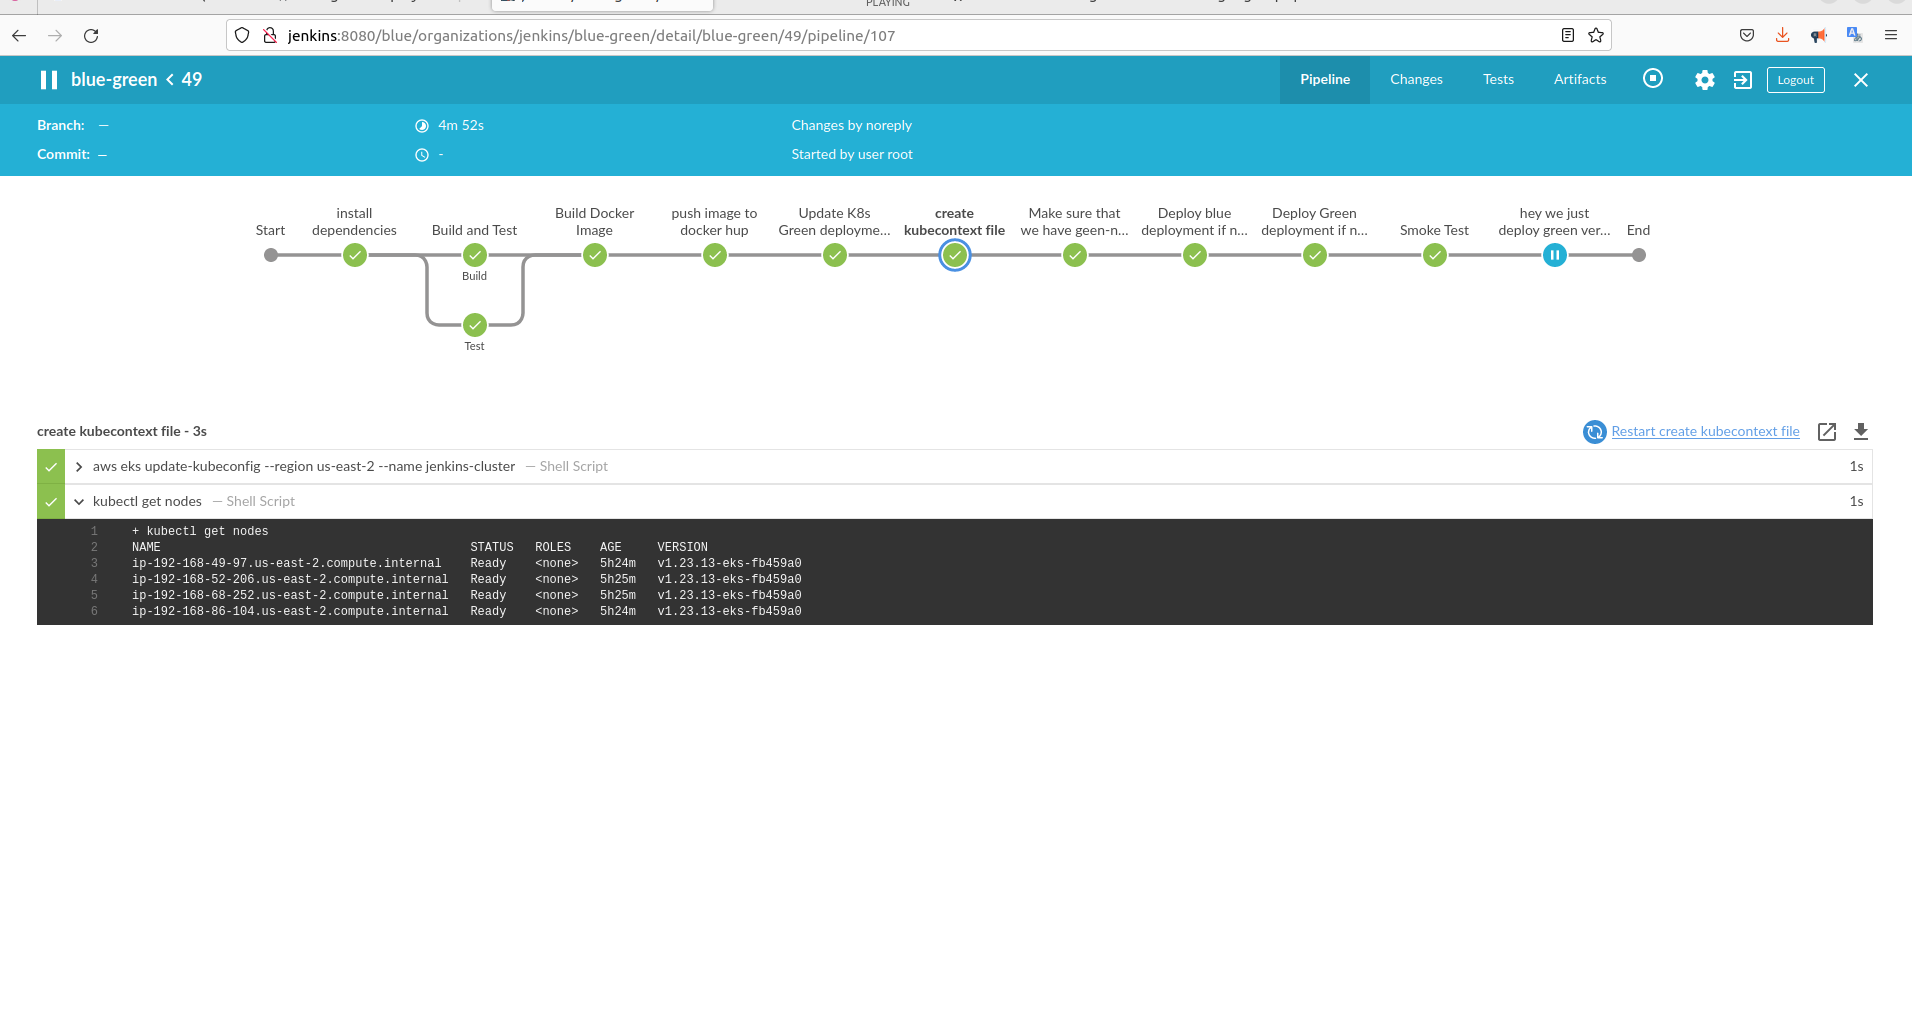 PLAYING
jenkins:8080/blue/organizations/jenkins/blue-green/detail/blue-green/49/pipeline/107
blue-green < 49
Pipeline
Changes
Tests
Artifacts
Logout
Branch: —
4m 52s
Changes by noreply
Commit: —
-
Started by user root
Start
install
dependencies
Build and Test
Build Docker
Image
push image to
docker hup
Update K8s
Green deployme...
create
kubecontext file
Make sure that
we have geen-n...
Deploy blue
deployment if n...
Deploy Green
deployment if n...
Smoke Test
hey we just
deploy green ver...
End
Build
Test
create kubecontext file - 3s
Restart create kubecontext file
aws eks update-kubeconfig --region us-east-2 --name jenkins-cluster — Shell Script 1s
kubectl get nodes — Shell Script 1s
1 + kubectl get nodes
2 NAME STATUS ROLES AGE VERSION
3 ip-192-168-49-97.us-east-2.compute.internal Ready <none> 5h24m v1.23.13-eks-fb459a0
4 ip-192-168-52-206.us-east-2.compute.internal Ready <none> 5h25m v1.23.13-eks-fb459a0
5 ip-192-168-68-252.us-east-2.compute.internal Ready <none> 5h25m v1.23.13-eks-fb459a0
6 ip-192-168-86-104.us-east-2.compute.internal Ready <none> 5h24m v1.23.13-eks-fb459a0